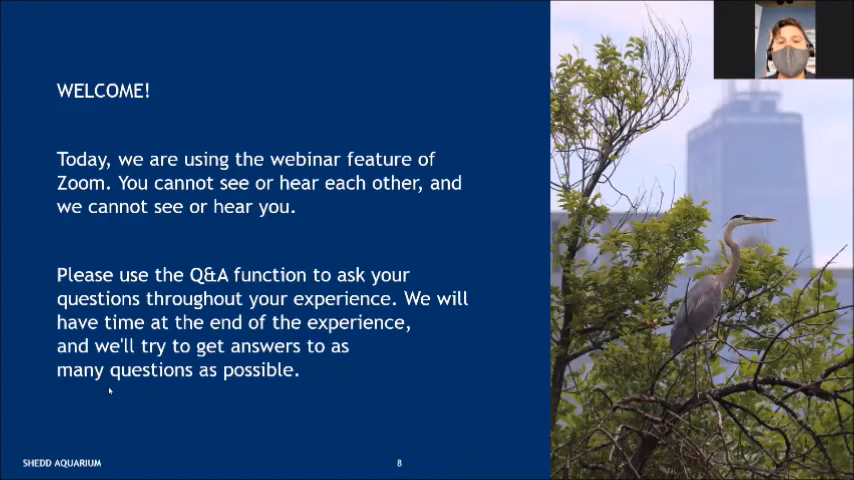 WELCOME!
Today, we are using the webinar feature of
Zoom. You cannot see or hear each other, and
we cannot see or hear you.
Please use the Q&A function to ask your
questions throughout your experience. We will
have time at the end of the experience,
and we'll try to get answers to as
many questions as possible.
SHEDD AQUARIUM
8